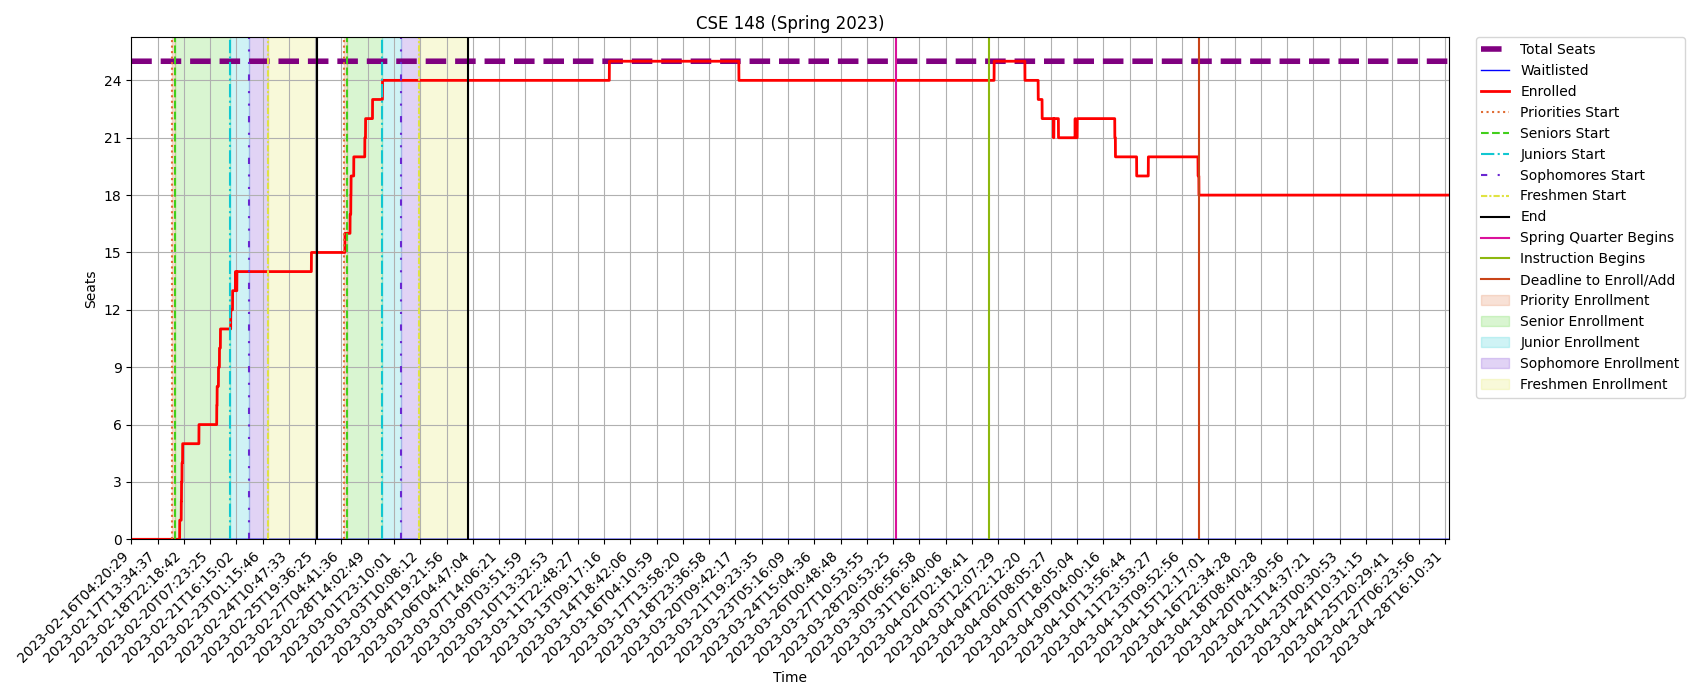 CSE 148 (Spring 2023)
Seats
24
21
18
15
12
9
6
3
0
2023-02-16T04:20:29
2023-02-17T13:34:37
2023-02-18T22:18:42
2023-02-20T07:23:25
2023-02-21T16:15:02
2023-02-23T01:15:46
2023-02-24T10:47:33
2023-02-25T19:36:25
2023-02-27T04:41:36
2023-02-28T14:02:49
2023-03-01T23:10:01
2023-03-03T10:08:12
2023-03-04T19:21:56
2023-03-06T04:47:04
2023-03-07T14:06:21
2023-03-09T03:51:59
2023-03-10T13:32:53
2023-03-11T22:48:27
2023-03-13T09:17:16
2023-03-14T18:42:06
2023-03-16T04:10:59
2023-03-17T13:58:20
2023-03-18T23:36:58
2023-03-20T09:42:17
2023-03-21T19:23:35
2023-03-23T05:16:09
2023-03-24T15:04:36
2023-03-26T00:48:48
2023-03-27T10:53:55
2023-03-28T20:53:25
2023-03-30T06:56:58
2023-03-31T16:40:06
2023-04-02T02:18:41
2023-04-03T12:07:29
2023-04-04T22:12:20
2023-04-06T08:05:27
2023-04-07T18:05:04
2023-04-09T04:00:16
2023-04-10T13:56:44
2023-04-11T23:53:27
2023-04-13T09:52:56
2023-04-15T12:17:01
2023-04-16T22:34:28
2023-04-18T08:40:28
2023-04-20T04:30:56
2023-04-21T14:37:21
2023-04-23T00:30:53
2023-04-24T10:31:15
2023-04-25T20:29:41
2023-04-27T06:23:56
2023-04-28T16:10:31
Time
Total Seats
Waitlisted
Enrolled
Priorities Start
Seniors Start
Juniors Start
Sophomores Start
Freshmen Start
End
Spring Quarter Begins
Instruction Begins
Deadline to Enroll/Add
Priority Enrollment
Senior Enrollment
Junior Enrollment
Sophomore Enrollment
Freshmen Enrollment